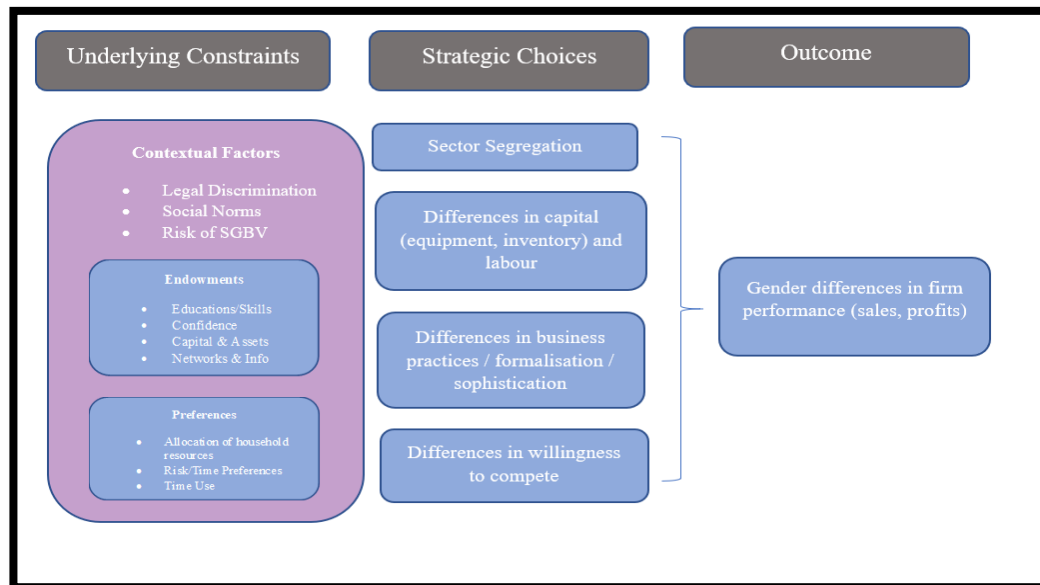 Underlying Constraints
Strategic Choices
Outcome
Contextual Factors
• Legal Discrimination
• Social Norms
• Risk of SGBV
Endowments
• Educations/Skills
• Confidence
• Capital & Assets
• Networks & Info
Preferences
• Allocation of household
resources
• Risk/Time Preferences
• Time Use
Sector Segregation
Differences in capital
(equipment, inventory) and
labour
Differences in business
practices / formalisation /
sophistication
Differences in willingness
to compete
Gender differences in firm
performance (sales, profits)